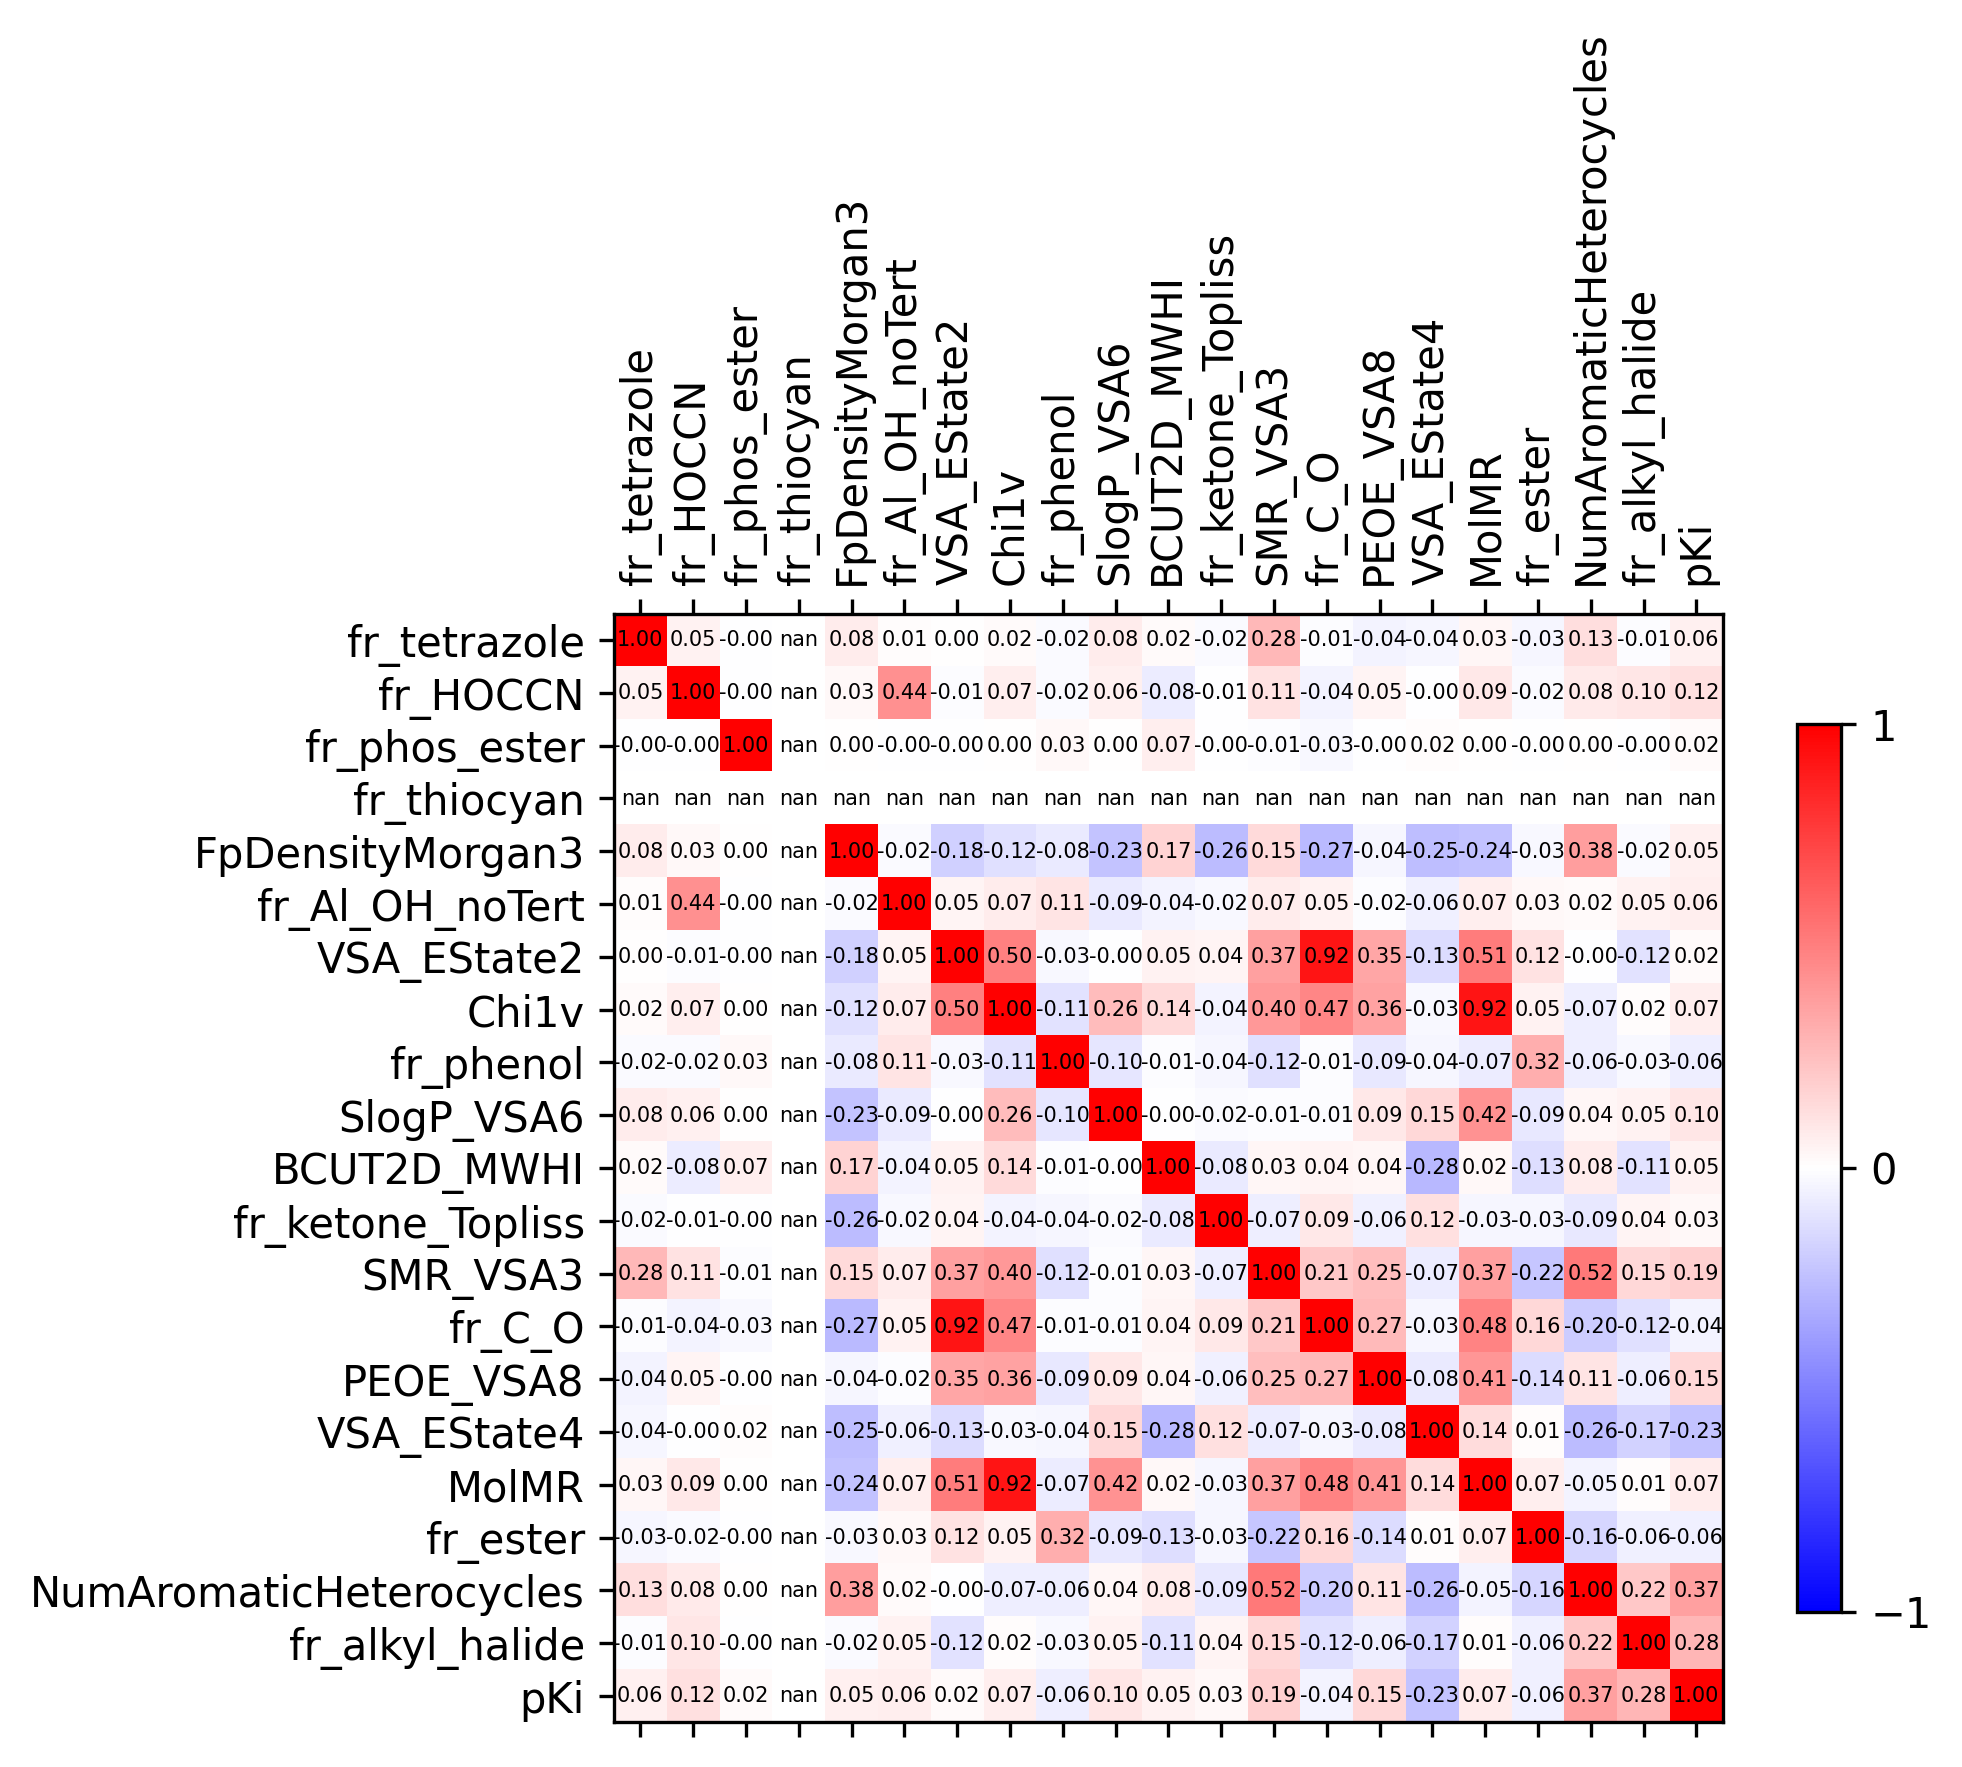 fr_tetrazole
fr_HOCCN
fr_phos_ester
fr_thiocyan
FpDensityMorgan3
fr_Al_OH_noTert
VSA_EState2
Chi1v
fr_phenol
SlogP_VSA6
BCUT2D_MWHI
fr_ketone_Topliss
SMR_VSA3
fr_C_O
PEOE_VSA8
VSA_EState4
MolMR
fr_ester
NumAromaticHeterocycles
fr_alkyl_halide
pKi
fr_tetrazole 1.00 0.05 -0.00 nan 0.08 0.01 0.00 0.02 -0.02 0.08 0.02 -0.02 0.28 -0.01 -0.04 -0.04 0.03 -0.03 0.13 -0.01 0.06
fr_HOCCN 0.05 1.00 -0.00 nan 0.03 0.44 -0.01 0.07 -0.02 0.06 -0.08 -0.01 0.11 -0.04 0.05 -0.00 0.09 -0.02 0.08 0.10 0.12
fr_phos_ester -0.00 -0.00 1.00 nan 0.00 -0.00 -0.00 0.00 0.03 0.00 0.07 -0.00 -0.01 -0.03 -0.00 0.02 0.00 -0.00 0.00 -0.00 0.02
fr_thiocyan nan nan nan nan nan nan nan nan nan nan nan nan nan nan nan nan nan nan nan nan nan
FpDensityMorgan3 0.08 0.03 0.00 nan 1.00 -0.02 -0.18 -0.12 -0.08 -0.23 0.17 -0.26 0.15 -0.27 -0.04 -0.25 -0.24 -0.03 0.38 -0.02 0.05
fr_Al_OH_noTert 0.01 0.44 -0.00 nan -0.02 1.00 0.05 0.07 0.11 -0.09 -0.04 -0.02 0.07 0.05 -0.02 -0.06 0.07 0.03 0.02 0.05 0.06
VSA_EState2 0.00 -0.01 -0.00 nan -0.18 0.05 1.00 0.50 -0.03 -0.00 0.05 0.04 0.37 0.92 0.35 -0.13 0.51 0.12 -0.00 -0.12 0.02
Chi1v 0.02 0.07 0.00 nan -0.12 0.07 0.50 1.00 -0.11 0.26 0.14 -0.04 0.40 0.47 0.36 -0.03 0.92 0.05 -0.07 0.02 0.07
fr_phenol -0.02 -0.02 0.03 nan -0.08 0.11 -0.03 -0.11 1.00 -0.10 -0.01 -0.04 -0.12 -0.01 -0.09 -0.04 -0.07 0.32 -0.06 -0.03 -0.06
SlogP_VSA6 0.08 0.06 0.00 nan -0.23 -0.09 -0.00 0.26 -0.10 1.00 -0.00 -0.02 -0.01 -0.01 0.09 0.15 0.42 -0.09 0.04 0.05 0.10
BCUT2D_MWHI 0.02 -0.08 0.07 nan 0.17 -0.04 0.05 0.14 -0.01 -0.00 1.00 -0.08 0.03 0.04 0.04 -0.28 0.02 -0.13 0.08 -0.11 0.05
fr_ketone_Topliss -0.02 -0.01 -0.00 nan -0.26 -0.02 0.04 -0.04 -0.04 -0.02 -0.08 1.00 -0.07 0.09 -0.06 0.12 -0.03 -0.03 -0.09 0.04 0.03
SMR_VSA3 0.28 0.11 -0.01 nan 0.15 0.07 0.37 0.40 -0.12 -0.01 0.03 -0.07 1.00 0.21 0.25 -0.07 0.37 -0.22 0.52 0.15 0.19
fr_C_O -0.01 -0.04 -0.03 nan -0.27 0.05 0.92 0.47 -0.01 -0.01 0.04 0.09 0.21 1.00 0.27 -0.03 0.48 0.16 -0.20 -0.12 -0.04
PEOE_VSA8 -0.04 0.05 -0.00 nan -0.04 -0.02 0.35 0.36 -0.09 0.09 0.04 -0.06 0.25 0.27 1.00 -0.08 0.41 -0.14 0.11 -0.06 0.15
VSA_EState4 -0.04 -0.00 0.02 nan -0.25 -0.06 -0.13 -0.03 -0.04 0.15 -0.28 0.12 -0.07 -0.03 -0.08 1.00 0.14 0.01 -0.26 -0.17 -0.23
MolMR 0.03 0.09 0.00 nan -0.24 0.07 0.51 0.92 -0.07 0.42 0.02 -0.03 0.37 0.48 0.41 0.14 1.00 0.07 -0.05 0.01 0.07
fr_ester -0.03 -0.02 -0.00 nan -0.03 0.03 0.12 0.05 0.32 -0.09 -0.13 -0.03 -0.22 0.16 -0.14 0.01 0.07 1.00 -0.16 -0.06 -0.06
NumAromaticHeterocycles 0.13 0.08 0.00 nan 0.38 0.02 -0.00 -0.07 -0.06 0.04 0.08 -0.09 0.52 -0.20 0.11 -0.26 -0.05 -0.16 1.00 0.22 0.37
fr_alkyl_halide -0.01 0.10 -0.00 nan -0.02 0.05 -0.12 0.02 -0.03 0.05 -0.11 0.04 0.15 -0.12 -0.06 -0.17 0.01 -0.06 0.22 1.00 0.28
pKi 0.06 0.12 0.02 nan 0.05 0.06 0.02 0.07 -0.06 0.10 0.05 0.03 0.19 -0.04 0.15 -0.23 0.07 -0.06 0.37 0.28 1.00
1
0
−1